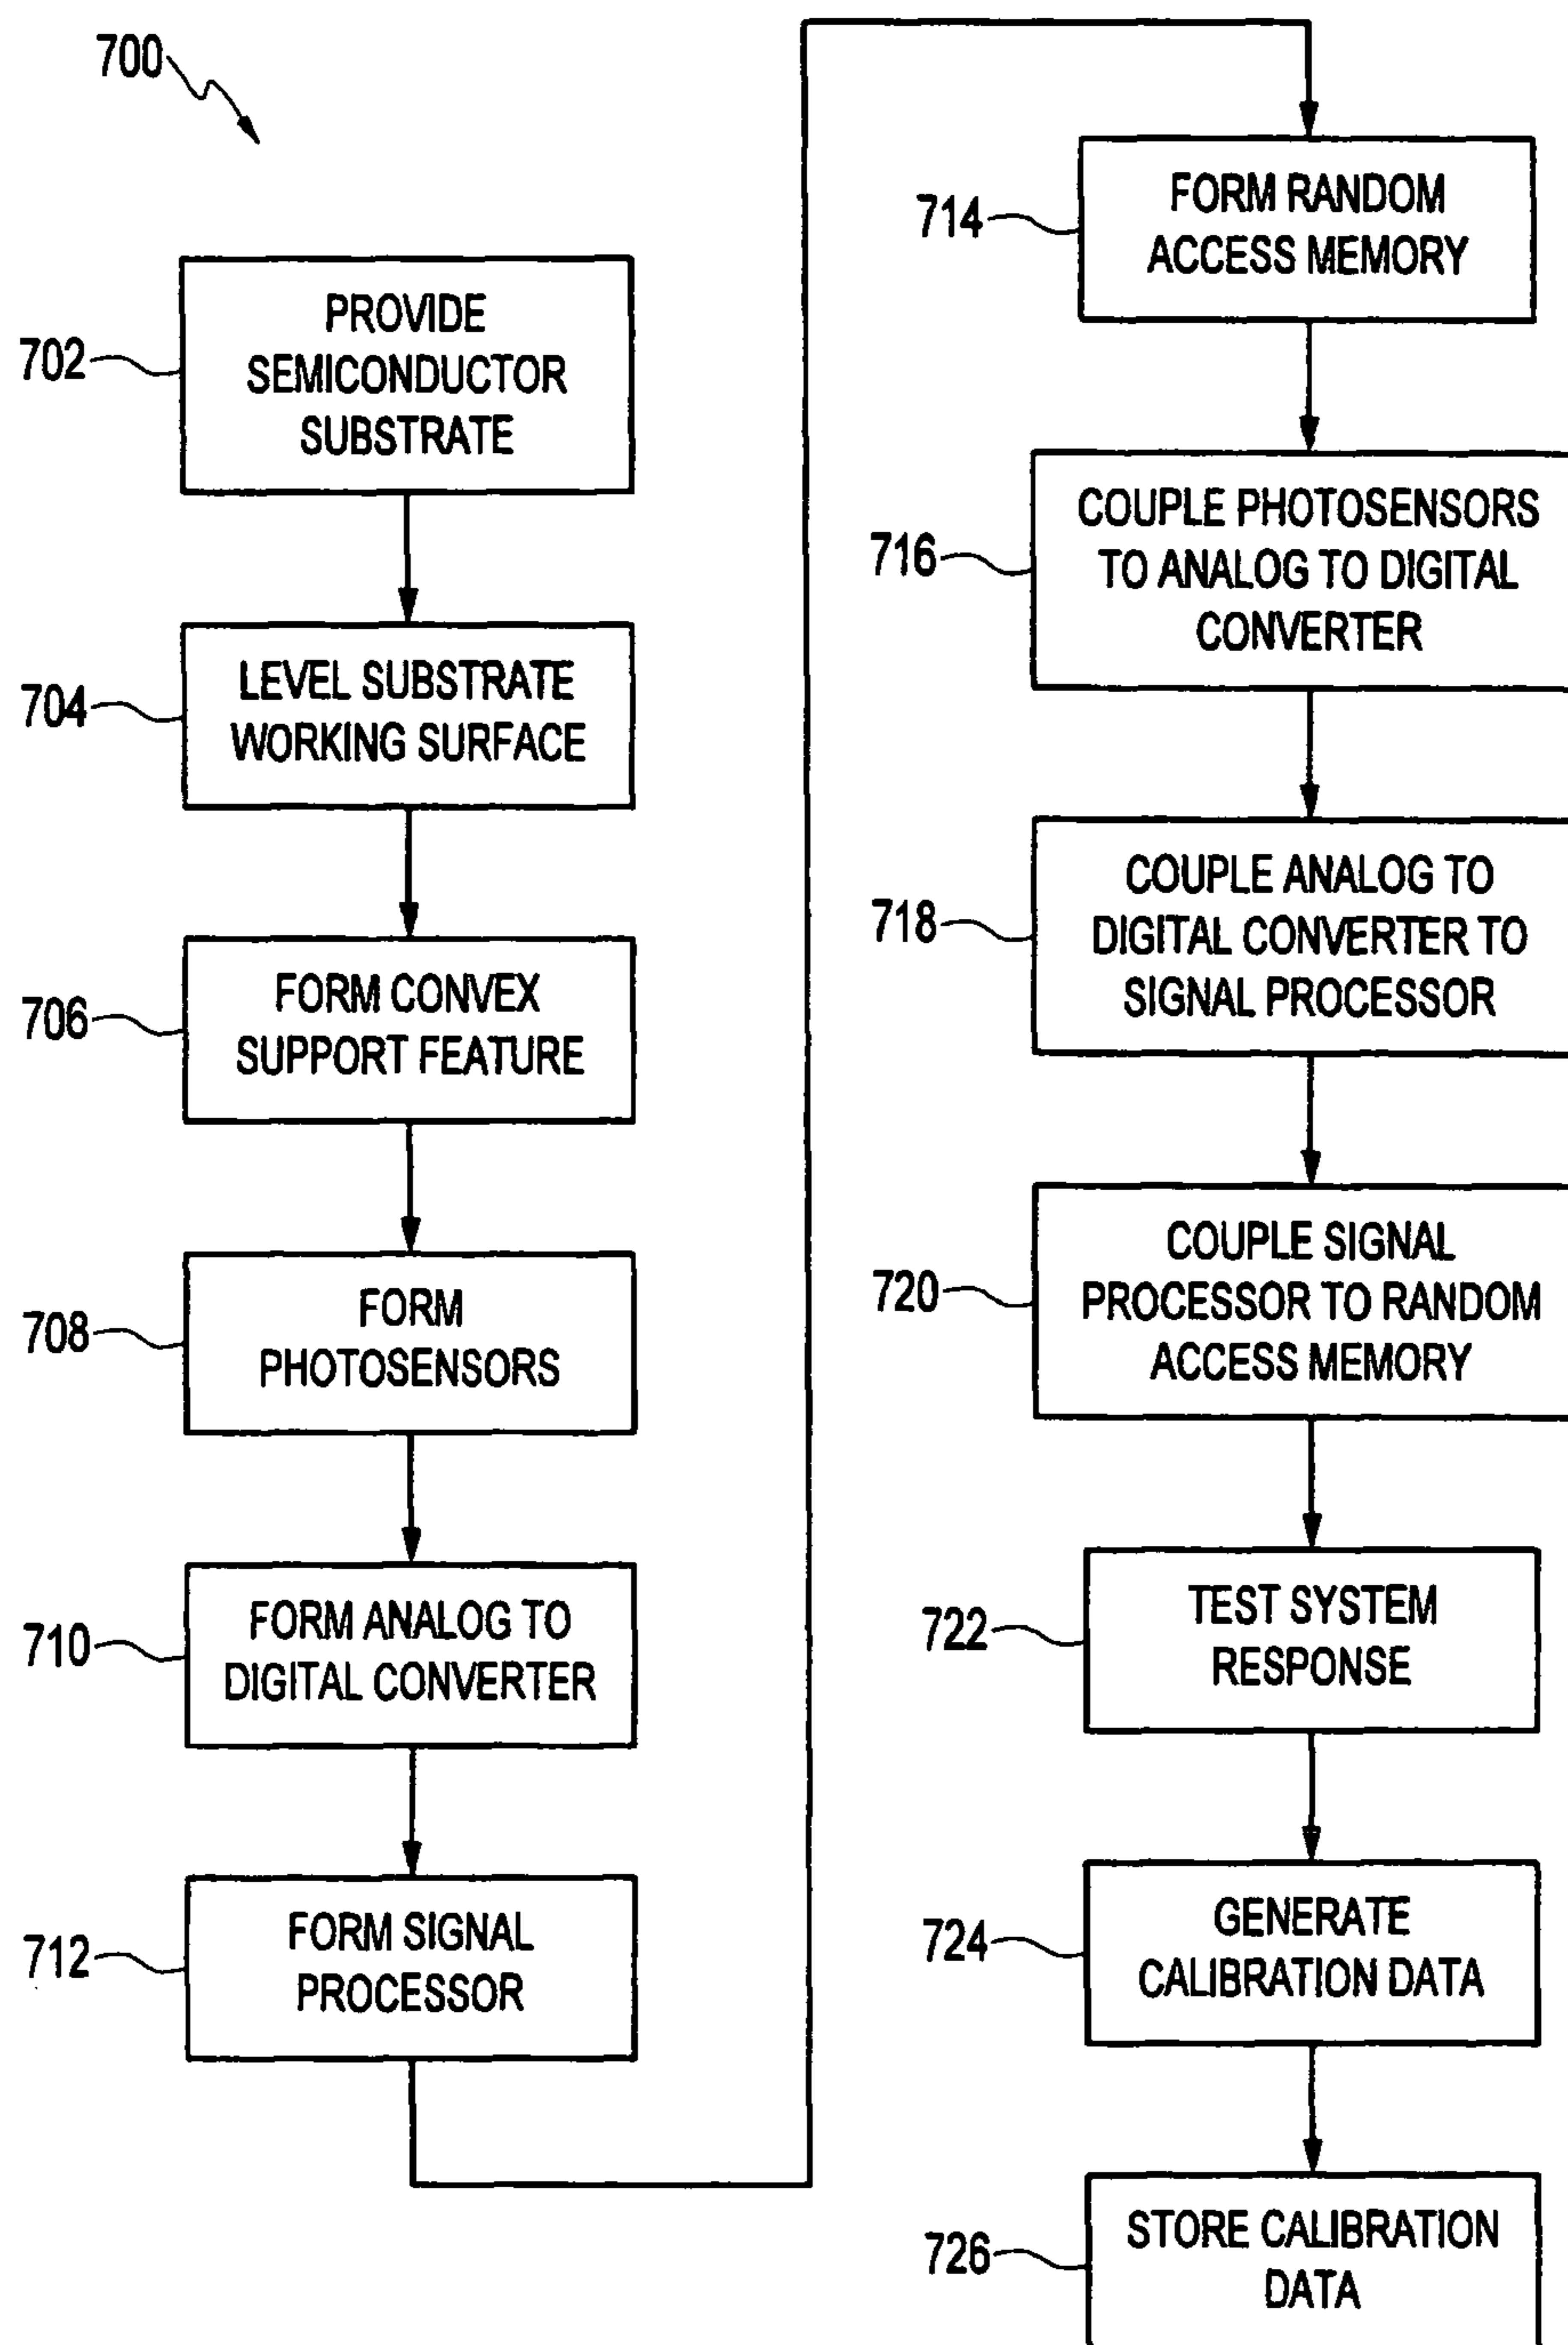 700
702
PROVIDE
SEMICONDUCTOR
SUBSTRATE
704
LEVEL SUBSTRATE
WORKING SURFACE
706
FORM CONVEX
SUPPORT FEATURE
708
FORM
PHOTOSENSORS
710
FORM ANALOG TO
DIGITAL CONVERTER
712
FORM SIGNAL
PROCESSOR
714
FORM RANDOM
ACCESS MEMORY
716
COUPLE PHOTOSENSORS
TO ANALOG TO DIGITAL
CONVERTER
718
COUPLE ANALOG TO
DIGITAL CONVERTER TO
SIGNAL PROCESSOR
720
COUPLE SIGNAL
PROCESSOR TO RANDOM
ACCESS MEMORY
722
TEST SYSTEM
RESPONSE
724
GENERATE
CALIBRATION DATA
726
STORE CALIBRATION
DATA